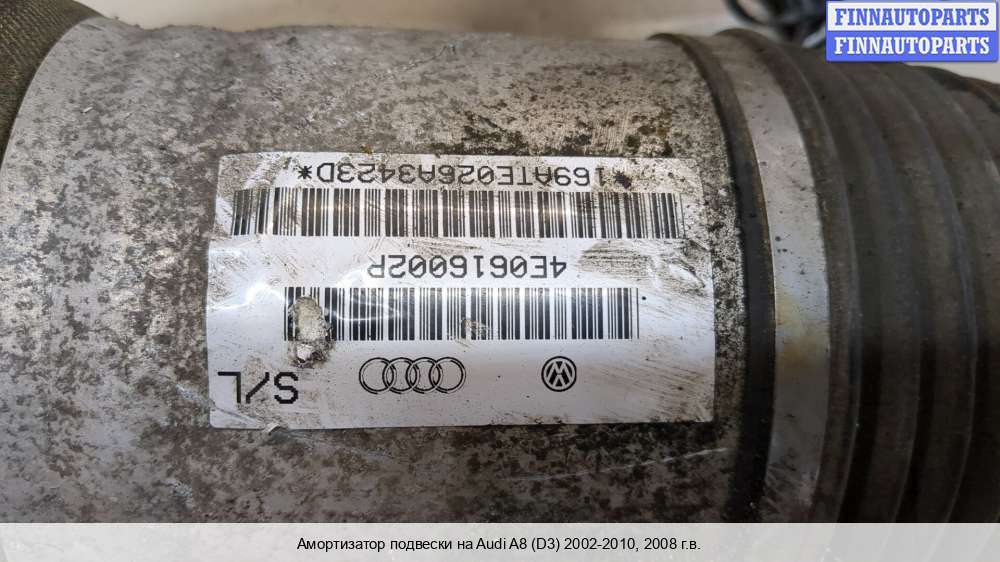 FINNAUTOPARTS
FINNAUTOPARTS
S/L
4E0616002P
*169ATE026A3423D*
Амортизатор подвески на Audi A8 (D3) 2002-2010, 2008 г.в.